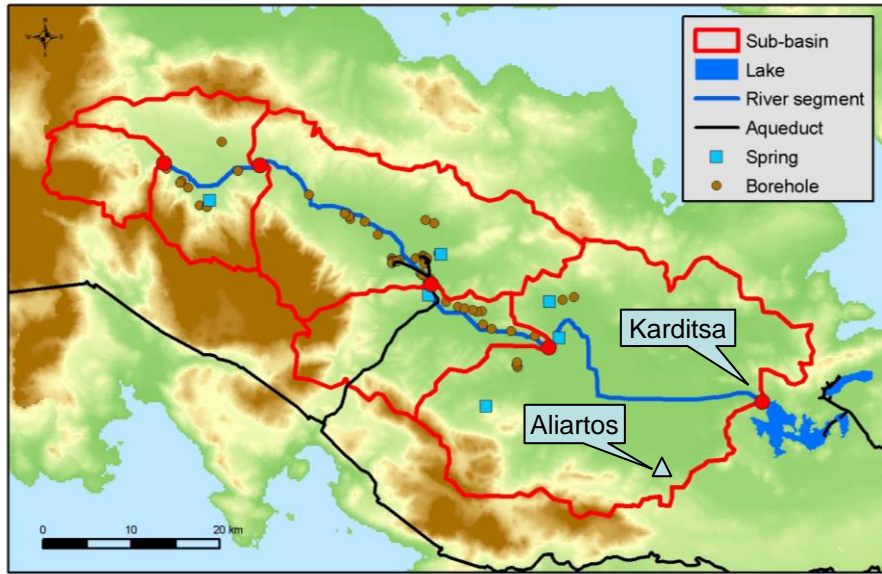 N
W E
S
Sub-basin
Lake
River segment
Aqueduct
Spring
Borehole
Karditsa
Aliartos
0 10 20 km